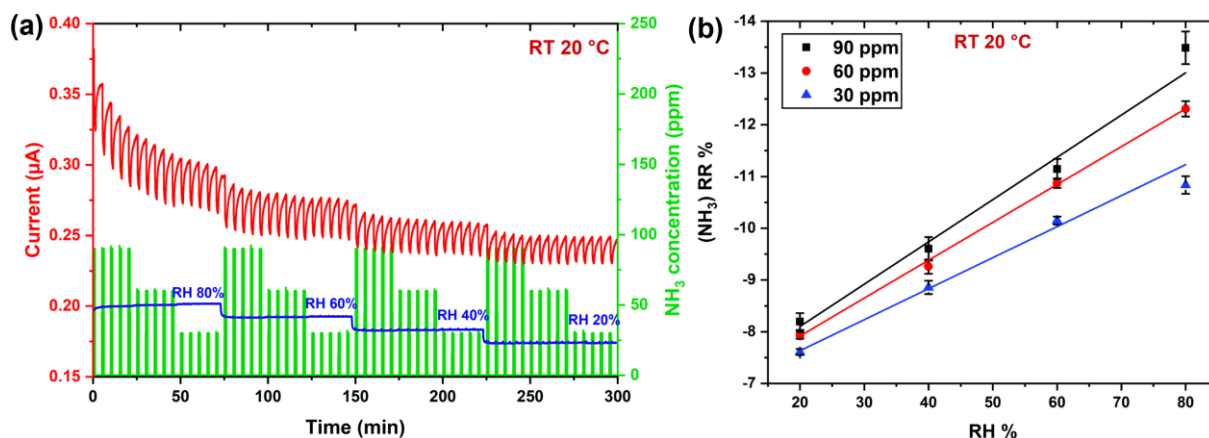 (a)
RT 20 °C
Current (µA)
0.40
0.35
0.30
0.25
0.20
0.15
RH 80%
RH 60%
RH 40%
RH 20%
250
200
150
100
50
0
NH₃ concentration (ppm)
0 50 100 150 200 250 300
Time (min)
(b)
RT 20 °C
90 ppm
60 ppm
30 ppm
(NH₃) RR %
-14
-13
-12
-11
-10
-9
-8
-7
20 30 40 50 60 70 80
RH %